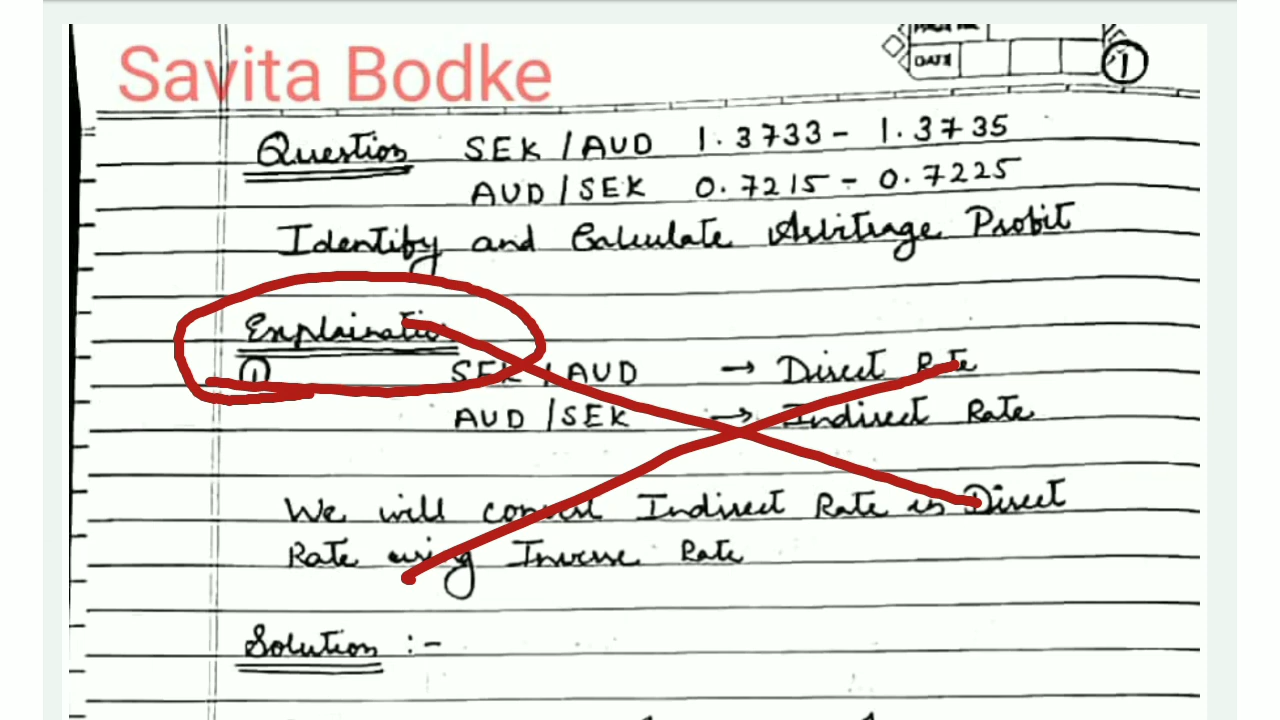 Savita Bodke
DATE
1
Question SEK / AUD 1.3733 - 1.3735
AUD / SEK 0.7215 - 0.7225
Identify and Calculate Arbitrage Profit
Explaination
1 SEK / AUD → Direct Rate
AUD / SEK → Indirect Rate
We will convert Indirect Rate in Direct
Rate using Inverse Rate
Solution :-